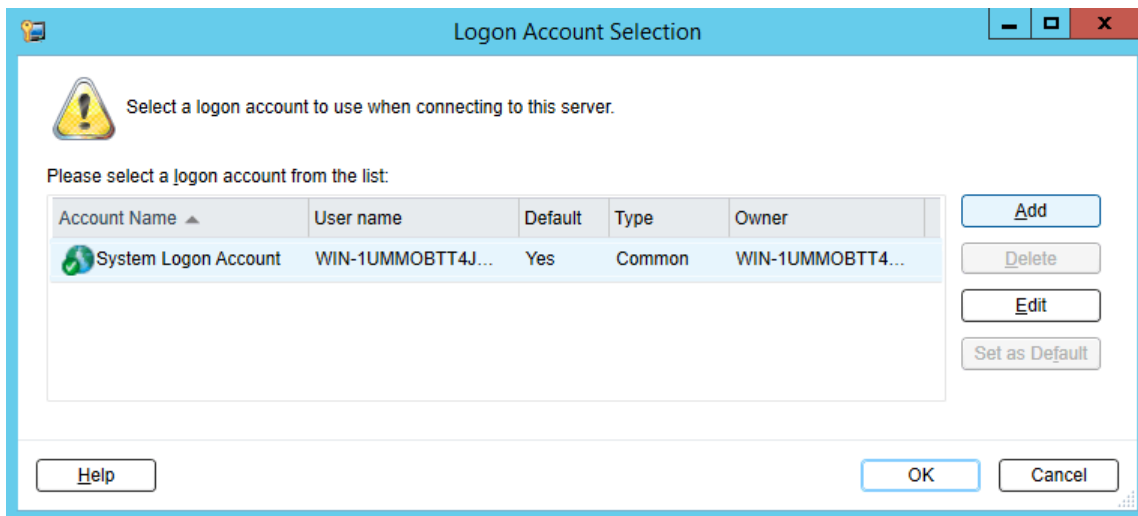 Logon Account Selection
Select a logon account to use when connecting to this server.
Please select a logon account from the list:
Account Name User name Default Type Owner
System Logon Account WIN-1UMMOBTT4J... Yes Common WIN-1UMMOBTT4...
Add
Delete
Edit
Set as Default
Help OK Cancel